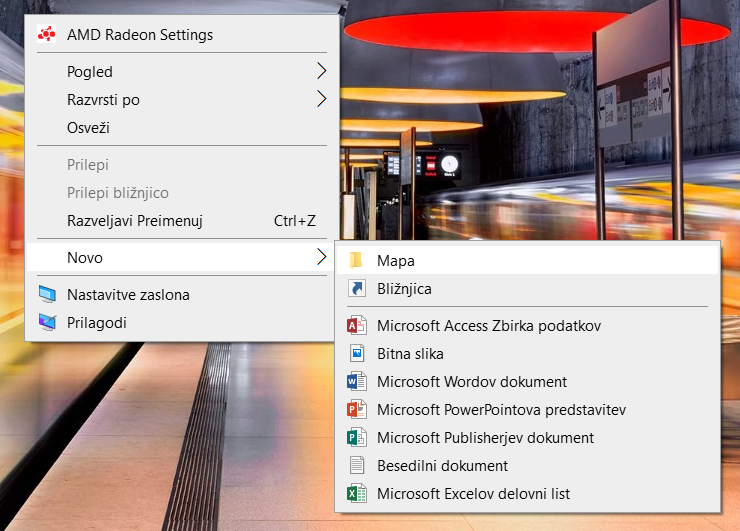 AMD Radeon Settings
Pogled
Razvrsti po
Osveži
Prilepi
Prilepi bližnjico
Razveljavi Preimenuj Ctrl+Z
Novo
Nastavitve zaslona
Prilagodi
Mapa
Bližnjica
Microsoft Access Zbirka podatkov
Bitna slika
Microsoft Wordov dokument
Microsoft PowerPointova predstavitev
Microsoft Publisherjev dokument
Besedilni dokument
Microsoft Excelov delovni list